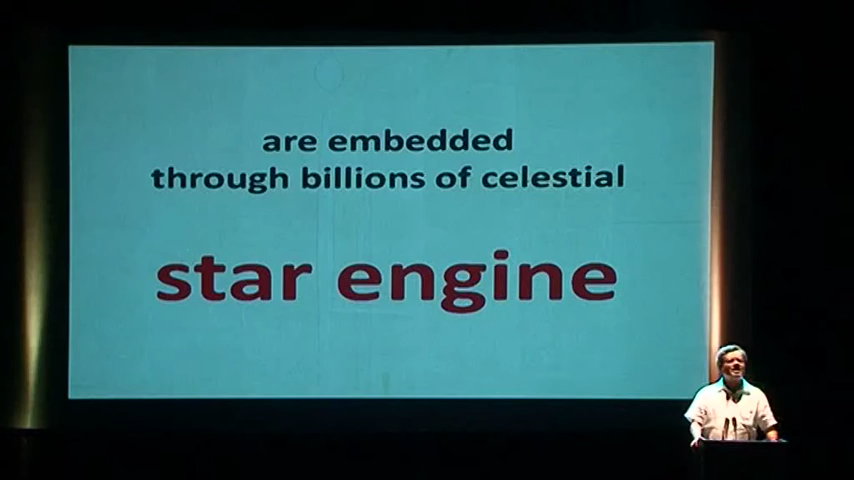 are embedded
through billions of celestial
star engine